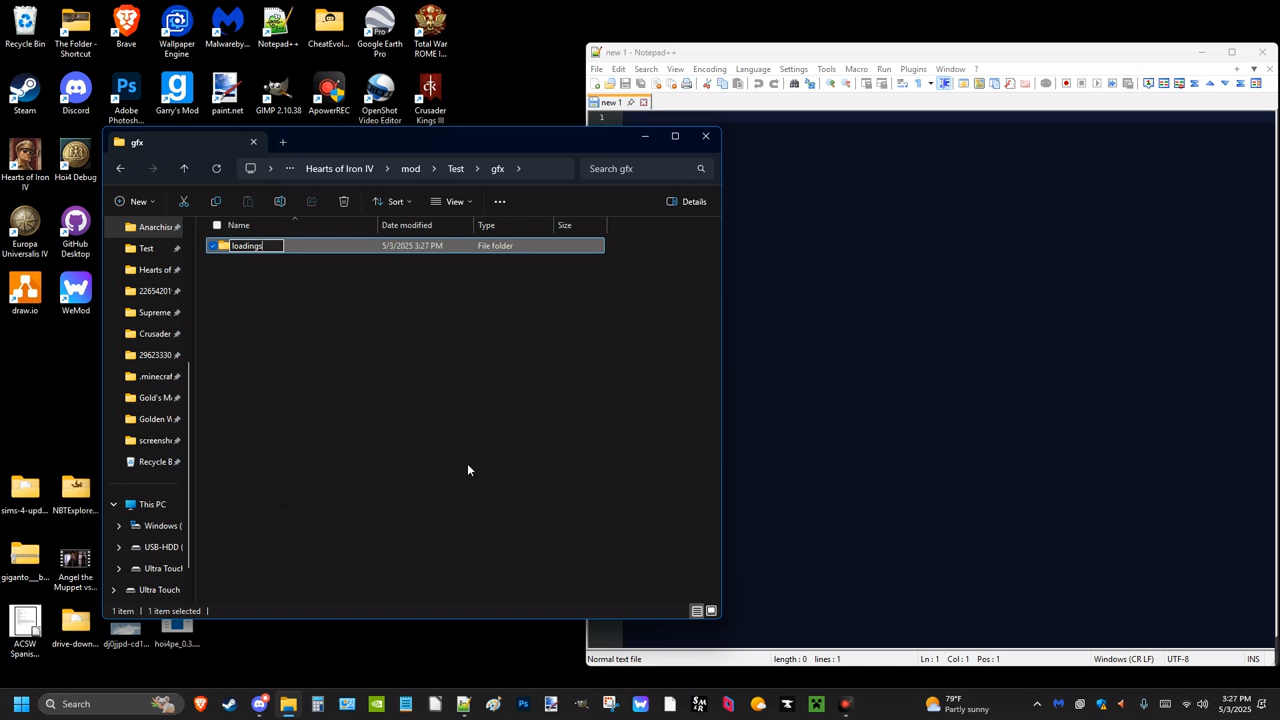 Recycle Bin
The Folder - Shortcut
Brave
Wallpaper Engine
Malwareby...
Notepad++
CheatEvol...
Google Earth Pro
Total War ROME I...
Steam
Discord
Adobe Photosh...
Garry's Mod
paint.net
GIMP 2.10.38
ApowerREC
OpenShot Video Editor
Crusader Kings III
Hearts of Iron IV
Hoi4 Debug
Europa Universalis IV
GitHub Desktop
draw.io
WeMod
sims-4-upd...
NBTExplore...
giganto__b...
Angel the Muppet vs...
ACSW Spanis...
drive-down...
dj0jjpd-cd1...
hoi4pe_0.3....
gfx
Hearts of Iron IV
mod
Test
gfx
Search gfx
New
Sort
View
Details
Name
Date modified
Type
Size
loadings
5/3/2025 3:27 PM
File folder
Anarchis
Test
Hearts of
22654201
Supreme
Crusader
29623330
.minecraf
Gold's M
Golden W
screensh
Recycle B
This PC
Windows (
USB-HDD (
Ultra Touch
Ultra Touch
1 item
1 item selected
new 1 - Notepad++
File Edit Search View Encoding Language Settings Tools Macro Run Plugins Window ?
new 1
1
Normal text file
length : 0 lines : 1
Ln : 1 Col : 1 Pos : 1
Windows (CR LF)
UTF-8
INS
Search
79°F
Partly sunny
3:27 PM
5/3/2025